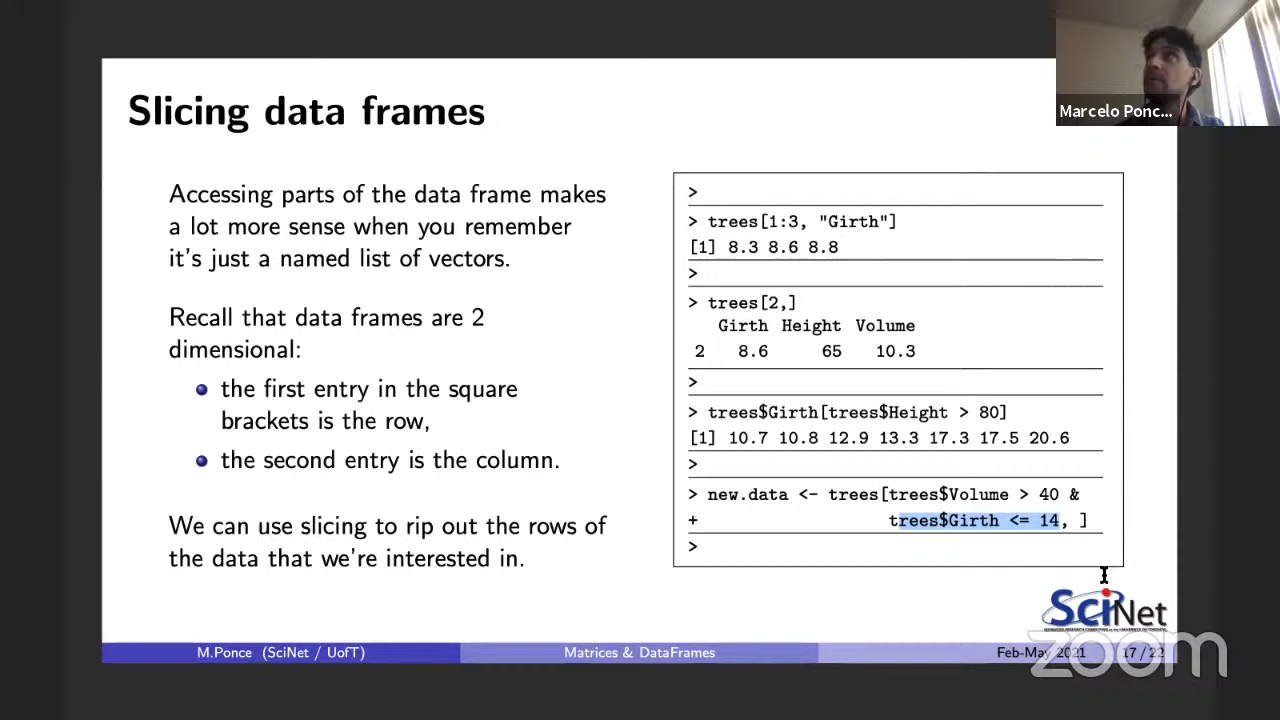 Marcelo Ponc...
Slicing data frames
Accessing parts of the data frame makes
a lot more sense when you remember
it's just a named list of vectors.
Recall that data frames are 2
dimensional:
the first entry in the square
brackets is the row,
the second entry is the column.
We can use slicing to rip out the rows of
the data that we're interested in.
>
> trees[1:3, "Girth"]
[1] 8.3 8.6 8.8
>
> trees[2,]
Girth Height Volume
2 8.6 65 10.3
>
> trees$Girth[trees$Height > 80]
[1] 10.7 10.8 12.9 13.3 17.3 17.5 20.6
>
> new.data <- trees[trees$Volume > 40 &
+ trees$Girth <= 14, ]
>
SciNet
M.Ponce (SciNet / UofT)
Matrices & DataFrames
Feb-May 2021
17 / 22
zoom